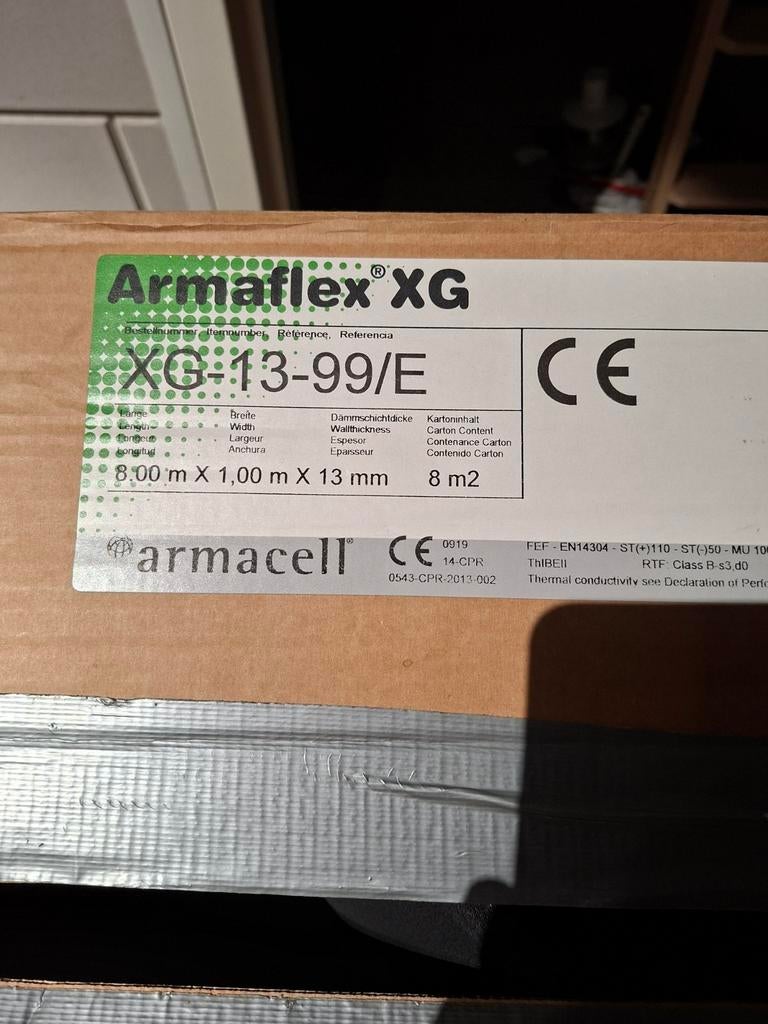 Armaflex® XG
Bestellnummer, Itemnumber, Référence, Referencia
XG-13-99/E
CE
Länge Breite Dämmschichtdicke Kartoninhalt
Length Width Wallthickness Carton Content
Longeur Largeur Espesor Contenance Carton
Longitud Anchura Epaisseur Contenido Carton
8.00 m X 1,00 m X 13 mm 8 m2
armacell®
CE 0919
14-CPR
0543-CPR-2013-002
FEF - EN14304 - ST(+)110 - ST(-)50 - MU
ThIBEII RTF: Class B-s3,d0
Thermal conductivity see Declaration of